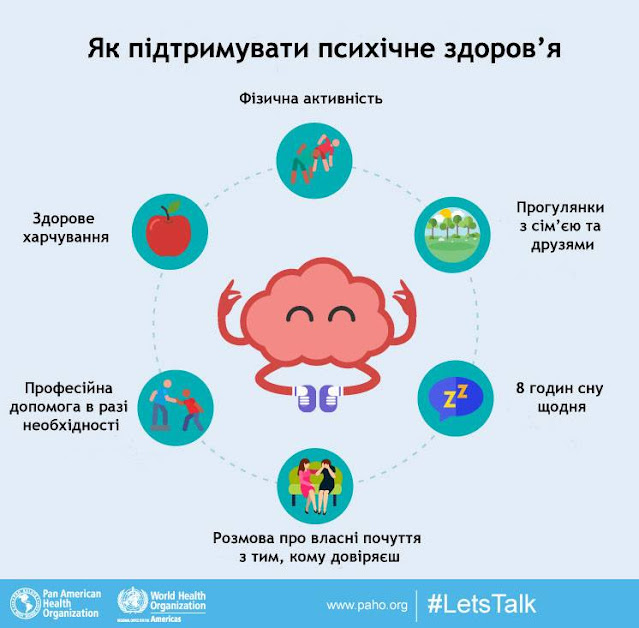 Як підтримувати психічне здоров’я
Фізична активність
Здорове
харчування
Прогулянки
з сім’єю та
друзями
Професійна
допомога в разі
необхідності
8 годин сну
щодня
ZZ
Розмова про власні почуття
з тим, кому довіряєш
Pan American
Health
Organization
World Health
Organization
Americas
www.paho.org
#LetsTalk